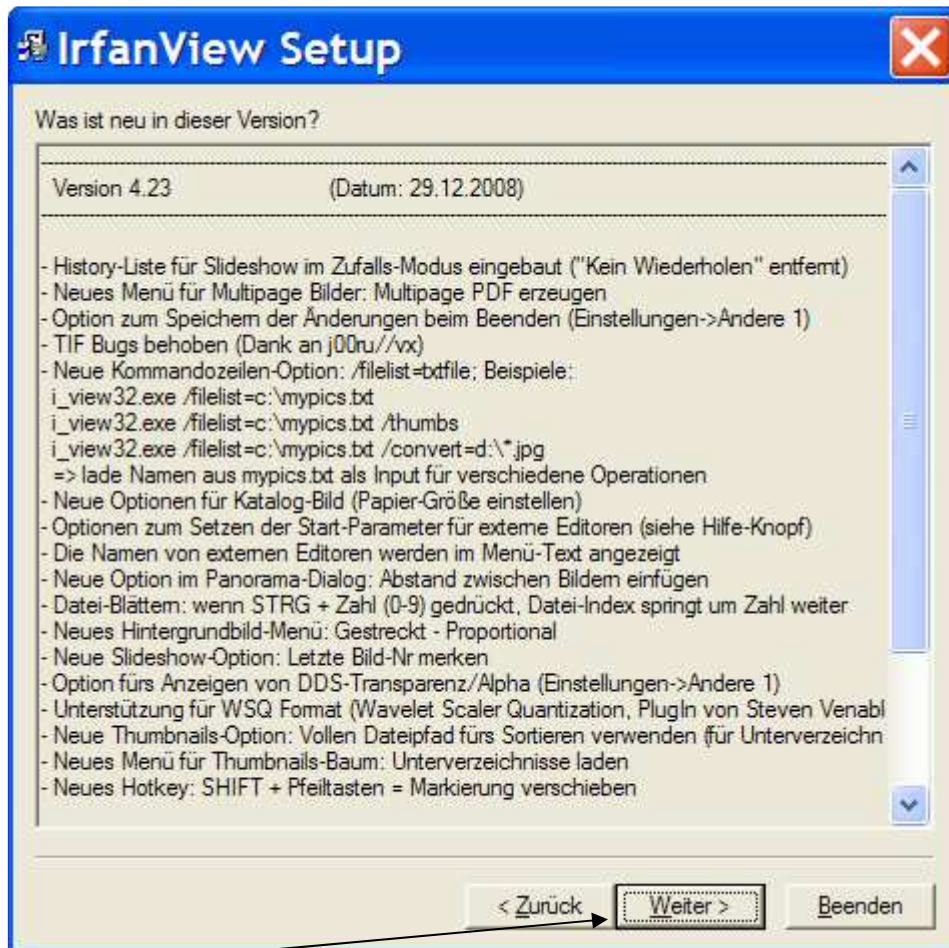 IrfanView Setup
Was ist neu in dieser Version?
Version 4.23 (Datum: 29.12.2008)
- History-Liste für Slideshow im Zufalls-Modus eingebaut ("Kein Wiederholen" entfernt)
- Neues Menü für Multipage Bilder: Multipage PDF erzeugen
- Option zum Speichern der Änderungen beim Beenden (Einstellungen->Andere 1)
- TIF Bugs behoben (Dank an j00ru//vx)
- Neue Kommandozeilen-Option: /filelist=txtfile; Beispiele:
i_view32.exe /filelist=c:\mypics.txt
i_view32.exe /filelist=c:\mypics.txt /thumbs
i_view32.exe /filelist=c:\mypics.txt /convert=d:\*.jpg
=> lade Namen aus mypics.txt als Input für verschiedene Operationen
- Neue Optionen für Katalog-Bild (Papier-Größe einstellen)
- Optionen zum Setzen der Start-Parameter für externe Editoren (siehe Hilfe-Knopf)
- Die Namen von externen Editoren werden im Menü-Text angezeigt
- Neue Option im Panorama-Dialog: Abstand zwischen Bildern einfügen
- Datei-Blättern: wenn STRG + Zahl (0-9) gedrückt, Datei-Index springt um Zahl weiter
- Neues Hintergrundbild-Menü: Gestreckt - Proportional
- Neue Slideshow-Option: Letzte Bild-Nr merken
- Option fürs Anzeigen von DDS-Transparenz/Alpha (Einstellungen->Andere 1)
- Unterstützung für WSQ Format (Wavelet Scaler Quantization, PlugIn von Steven Venabl
- Neue Thumbnails-Option: Vollen Dateipfad fürs Sortieren verwenden (für Unterverzeichn
- Neues Menü für Thumbnails-Baum: Unterverzeichnisse laden
- Neues Hotkey: SHIFT + Pfeiltasten = Markierung verschieben
< Zurück Weiter > Beenden